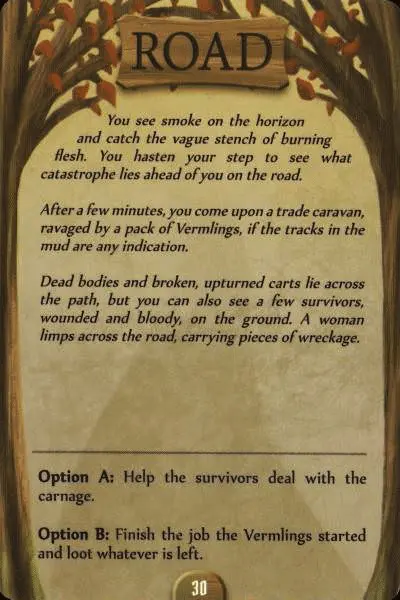 ROAD
You see smoke on the horizon
and catch the vague stench of burning
flesh. You hasten your step to see what
catastrophe lies ahead of you on the road.
After a few minutes, you come upon a trade caravan,
ravaged by a pack of Vermlings, if the tracks in the
mud are any indication.
Dead bodies and broken, upturned carts lie across
the path, but you can also see a few survivors,
wounded and bloody, on the ground. A woman
limps across the road, carrying pieces of wreckage.
Option A: Help the survivors deal with the
carnage.
Option B: Finish the job the Vermlings started
and loot whatever is left.
30